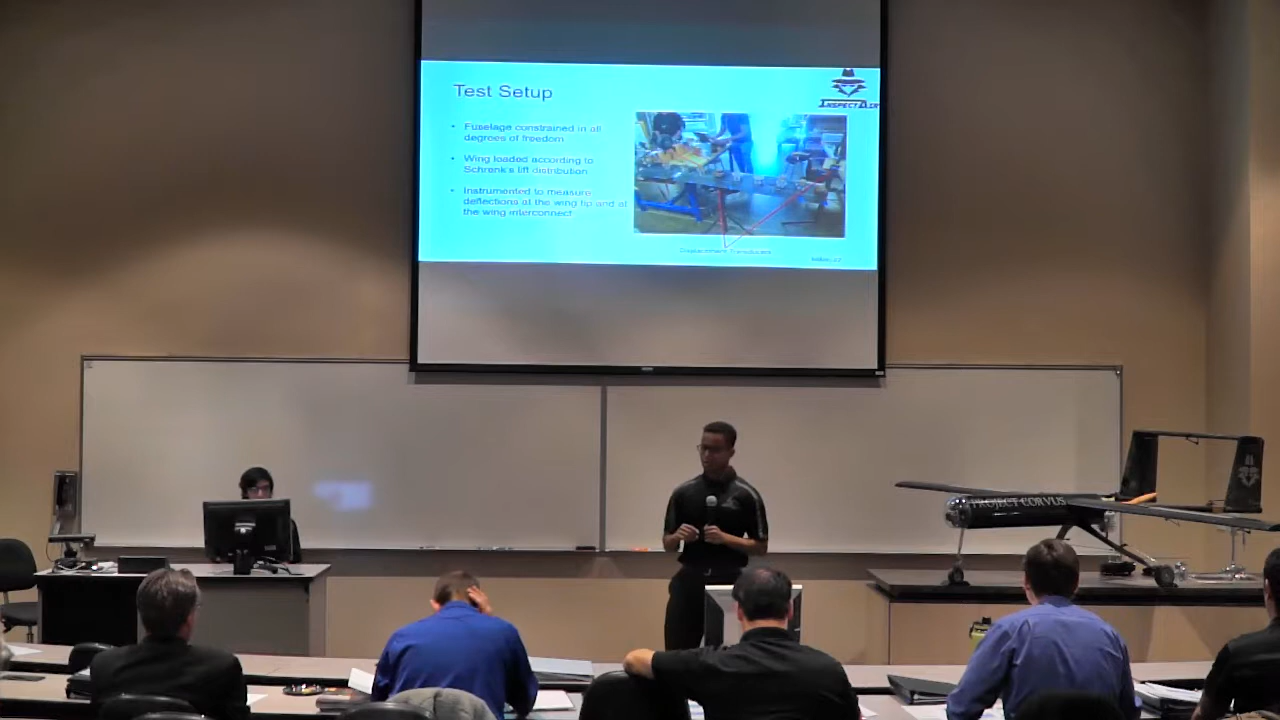 Test Setup
INSPECTAIR
• Fuselage constrained in all
degrees of freedom
• Wing loaded according to
Schrenk's lift distribution
• Instrumented to measure
deflections at the wing tip and at
the wing interconnect
Displacement Transducers
PROJECT CORVUS